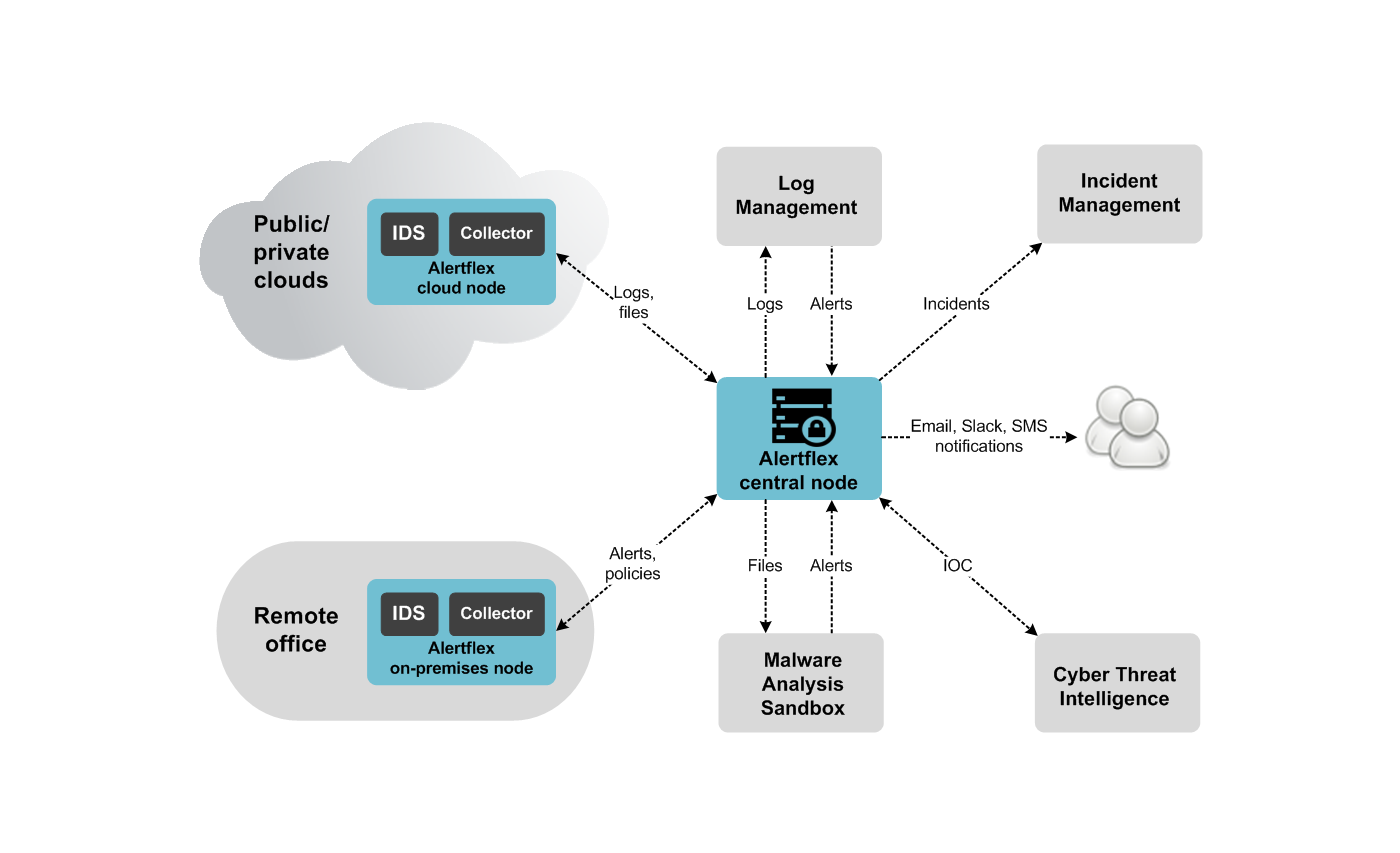 Public/
private
clouds
IDS
Collector
Alertflex
cloud node
Logs,
files
Log
Management
Incident
Management
Logs
Alerts
Incidents
Alertflex
central node
Email, Slack, SMS
notifications
Alerts,
policies
Files
Alerts
IOC
Remote
office
IDS
Collector
Alertflex
on-premises node
Malware
Analysis
Sandbox
Cyber Threat
Intelligence